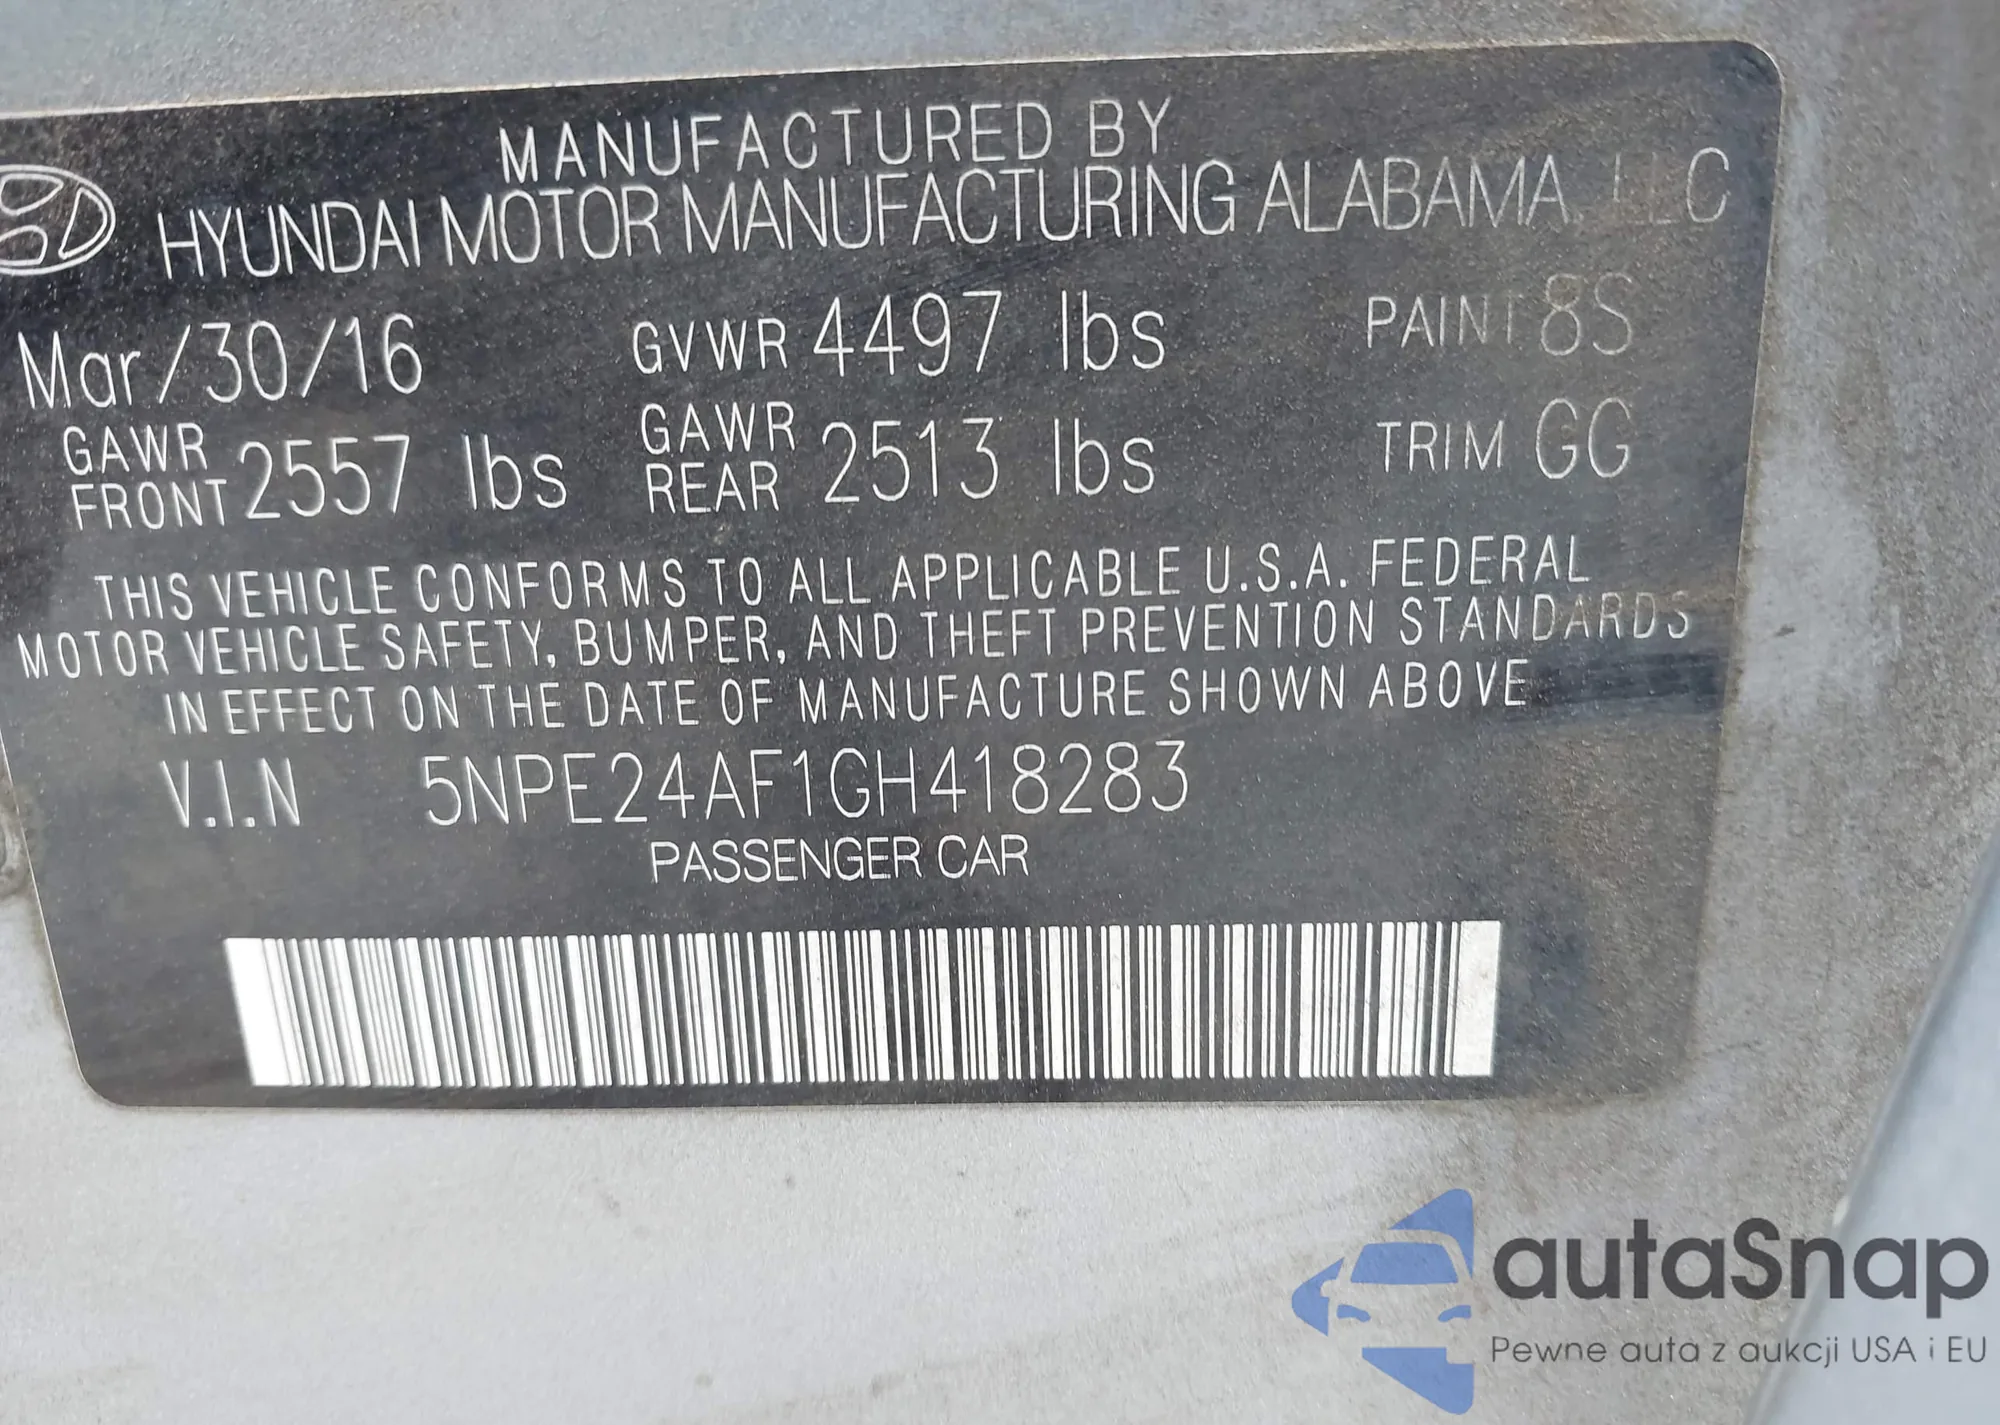 MANUFACTURED BY
HYUNDAI MOTOR MANUFACTURING ALABAMA, LLC
Mar/30/16 GVWR 4497 lbs PAINT 8S
GAWR FRONT 2557 lbs GAWR REAR 2513 lbs TRIM GG
THIS VEHICLE CONFORMS TO ALL APPLICABLE U.S.A. FEDERAL
MOTOR VEHICLE SAFETY, BUMPER, AND THEFT PREVENTION STANDARDS
IN EFFECT ON THE DATE OF MANUFACTURE SHOWN ABOVE
V.I.N 5NPE24AF1GH418283
PASSENGER CAR
autaSnap
Pewne auta z aukcji USA i EU